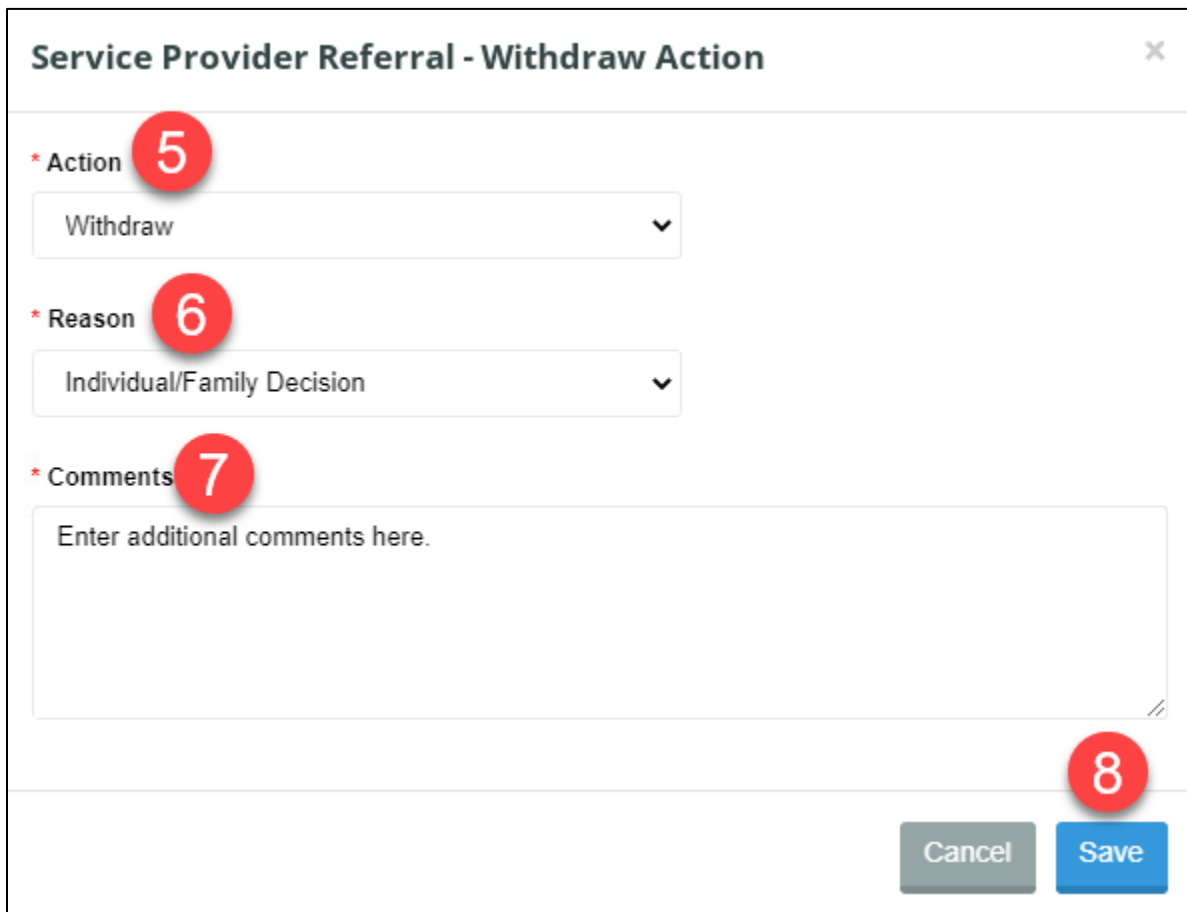 Service Provider Referral - Withdraw Action ×
* Action 5
Withdraw
* Reason 6
Individual/Family Decision
* Comments 7
Enter additional comments here.
8
Cancel Save